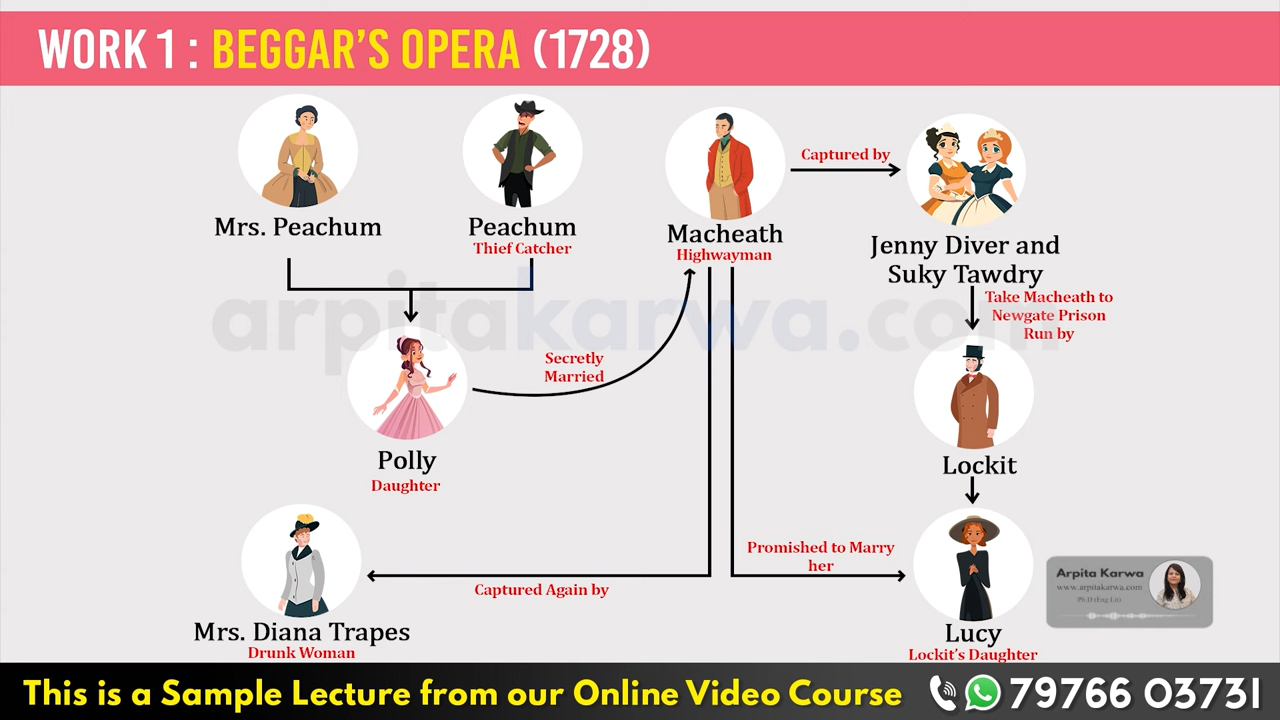 WORK 1 : BEGGAR'S OPERA (1728)
Captured by
Mrs. Peachum
Peachum
Thief Catcher
Macheath
Highwayman
Jenny Diver and
Suky Tawdry
Take Macheath to
Newgate Prison
Run by
arpitakarwa.com
Secretly
Married
Polly
Daughter
Lockit
Promished to Marry
her
Captured Again by
Arpita Karwa
www.arpitakarwa.com
Ph.D (Eng.Lit)
Mrs. Diana Trapes
Drunk Woman
Lucy
Lockit's Daughter
This is a Sample Lecture from our Online Video Course
79766 03731